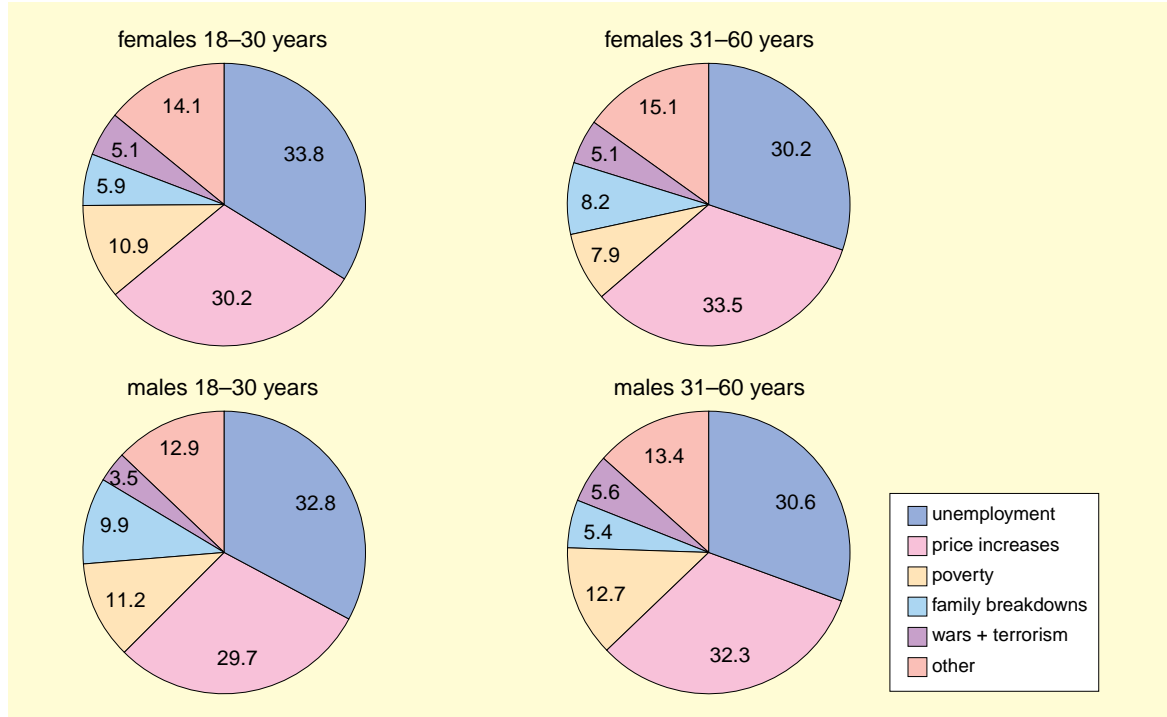 females 18–30 years
14.1
33.8
5.1
5.9
10.9
30.2
females 31–60 years
15.1
30.2
5.1
8.2
7.9
33.5
males 18–30 years
12.9
32.8
3.5
9.9
11.2
29.7
males 31–60 years
13.4
30.6
5.6
5.4
12.7
32.3
unemployment
price increases
poverty
family breakdowns
wars + terrorism
other